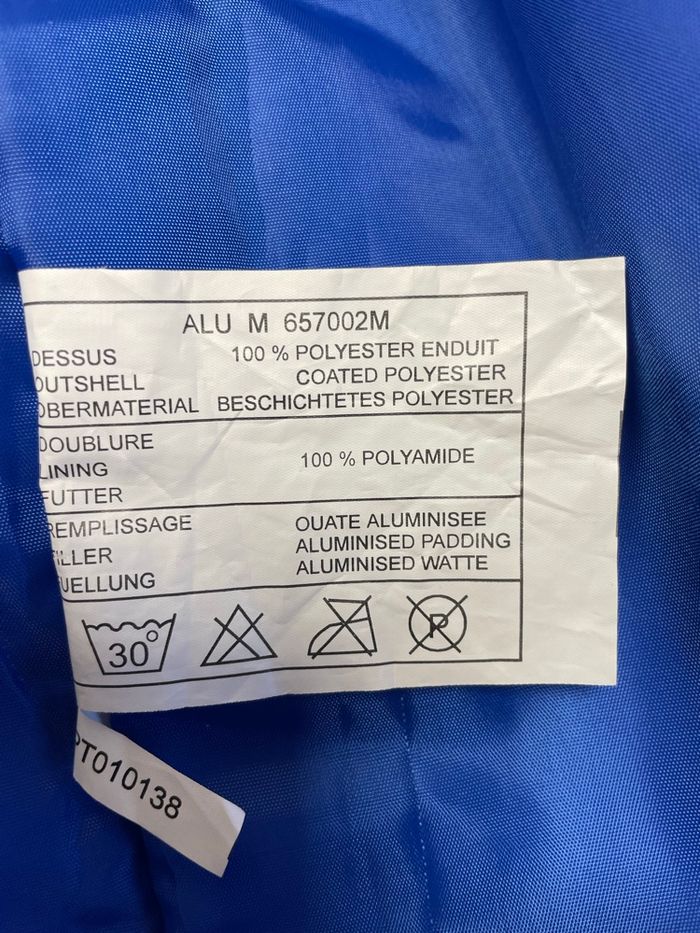 ALU M 657002M
DESSUS 100 % POLYESTER ENDUIT
OUTSHELL COATED POLYESTER
OBERMATERIAL BESCHICHTETES POLYESTER
DOUBLURE
LINING 100 % POLYAMIDE
FUTTER
REMPLISSAGE OUATE ALUMINISEE
FILLER ALUMINISED PADDING
FUELLUNG ALUMINISED WATTE
30° P
PT010138